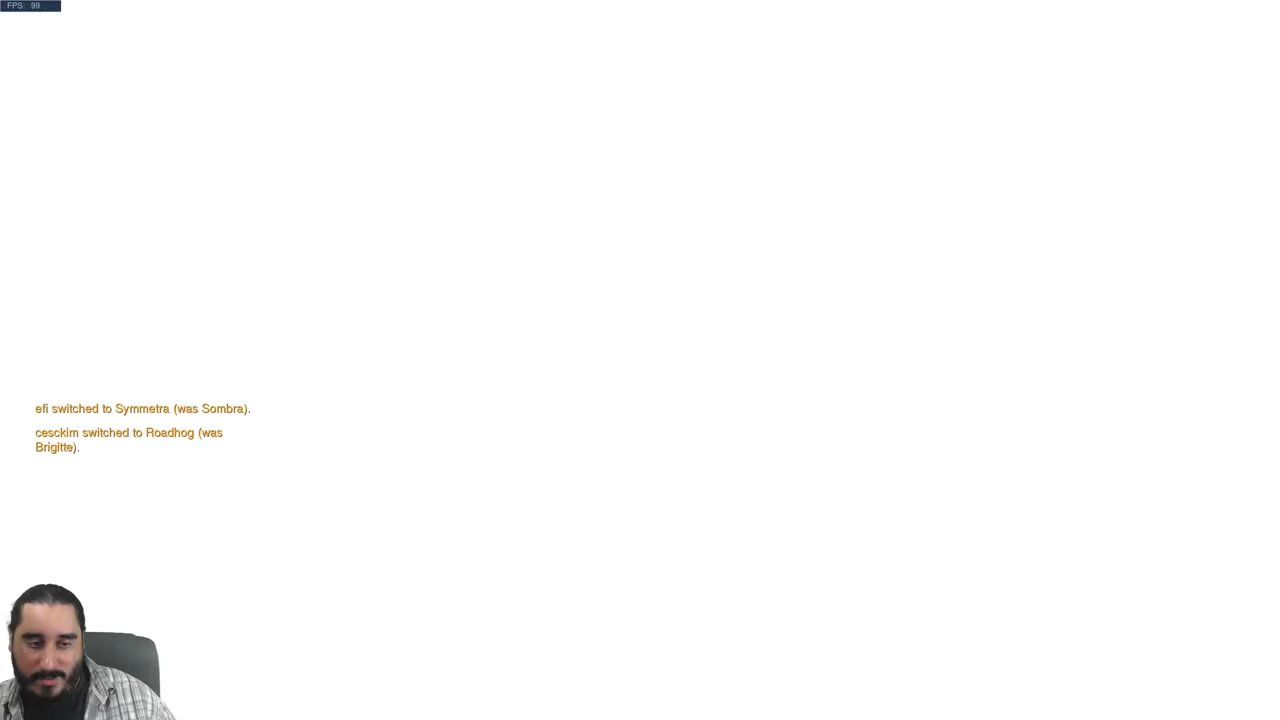 FPS: 99
efi switched to Symmetra (was Sombra).
cesckim switched to Roadhog (was
Brigitte).